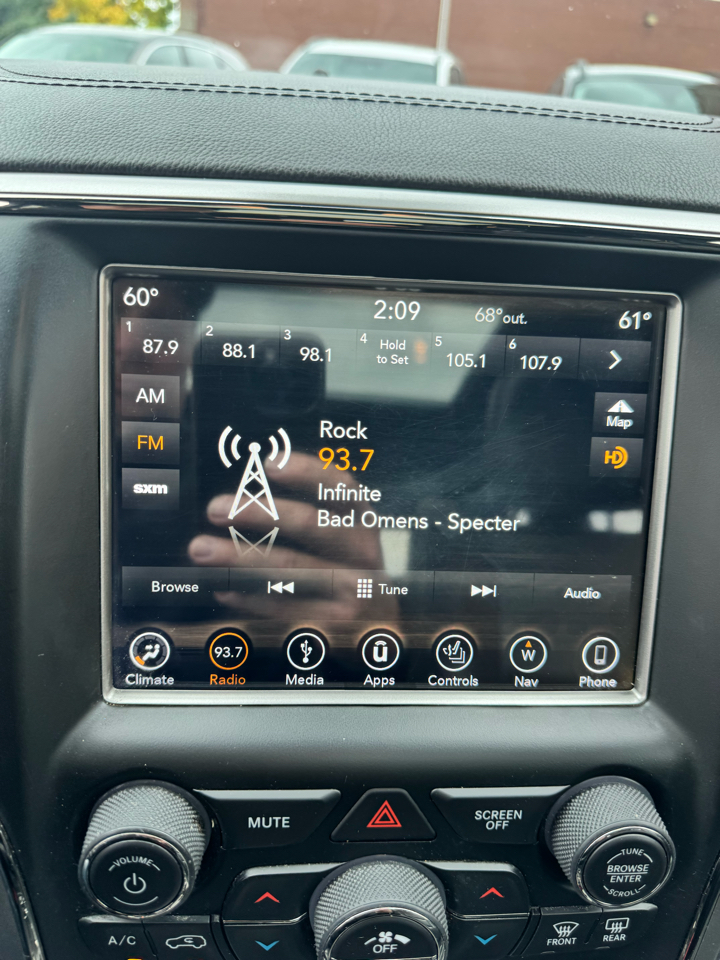 60° 2:09 68°out. 61°
1 87.9 2 88.1 3 98.1 4 Hold to Set 5 105.1 6 107.9
AM
FM
sxm
Map
HD
Rock
93.7
Infinite
Bad Omens - Specter
Browse Tune Audio
93.7 ū W
Climate Radio Media Apps Controls Nav Phone
MUTE SCREEN OFF
VOLUME
TUNE
BROWSE
ENTER
SCROLL
A/C OFF FRONT REAR